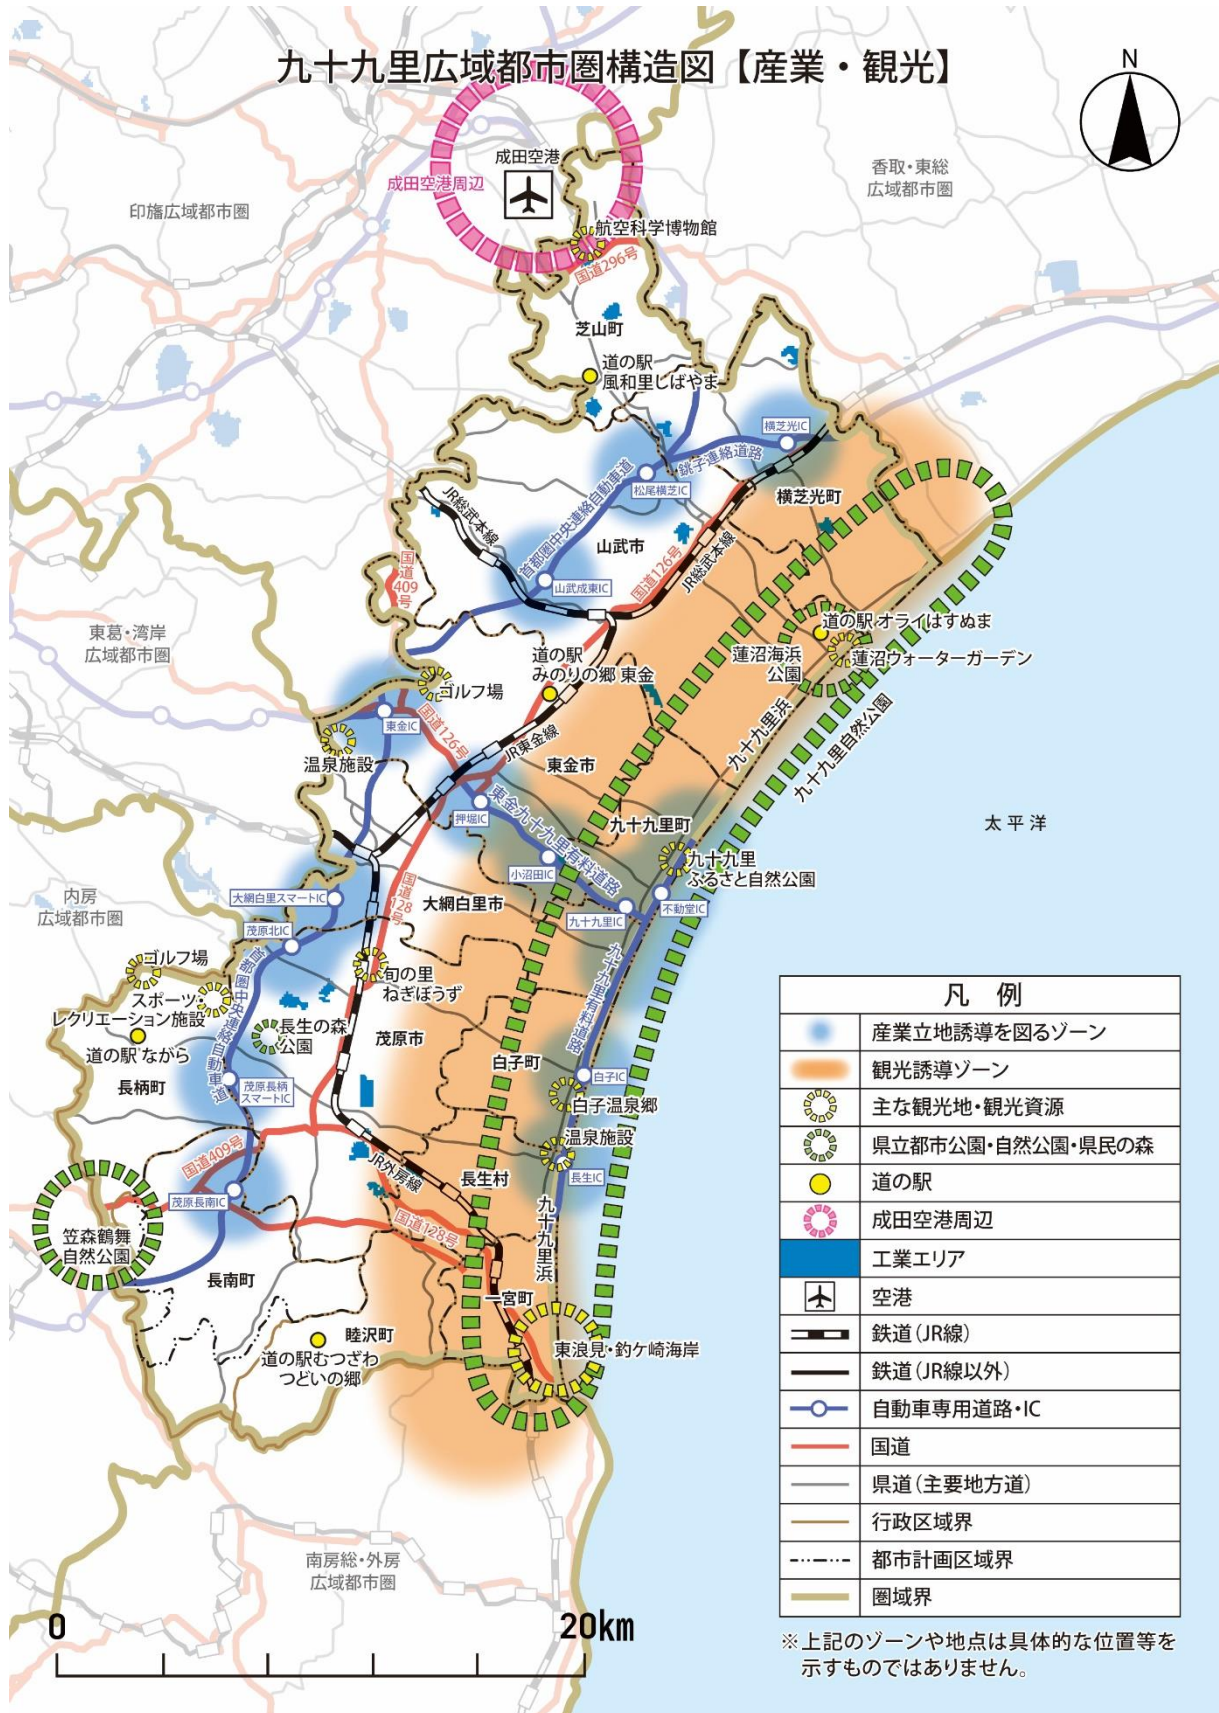 九十九里広域都市圏構造図【産業・観光】
N
成田空港
成田空港周辺
香取・東総
広域都市圏
印旛広域都市圏
航空科学博物館
国道296号
芝山町
道の駅
風和里しばやま
横芝光IC
銚子連絡道路
松尾横芝IC
横芝光町
首都圏中央連絡自動車道
JR総武本線
山武市
国道126号
JR総武本線
国道
409
号
山武成東IC
東葛・湾岸
広域都市圏
道の駅 オライはすぬま
蓮沼海浜
公園
蓮沼ウォーターガーデン
道の駅
みのりの郷 東金
ゴルフ場
九十九里浜
九十九里自然公園
東金IC
国道126号
JR東金線
温泉施設
東金市
太平洋
押堀IC
東金九十九里有料道路
九十九里町
九十九里
ふるさと自然公園
小沼田IC
内房
広域都市圏
大網白里スマートIC
国道
128
号
大網白里市
九十九里IC
不動堂IC
茂原北IC
ゴルフ場
首都圏中央連絡自動車道
旬の里
ねぎぼうず
九十九里有料道路
スポーツ・
レクリエーション施設
長生の森
公園
茂原市
道の駅 ながら
白子町
長柄町
茂原長柄
スマートIC
白子IC
白子温泉郷
温泉施設
国道409号
JR外房線
長生村
長生IC
茂原長南IC
国道128号
九十九里浜
笠森鶴舞
自然公園
長南町
一宮町
睦沢町
道の駅むつざわ
つどいの郷
東浪見・釣ケ崎海岸
南房総・外房
広域都市圏
0
20km
凡 例
産業立地誘導を図るゾーン
観光誘導ゾーン
主な観光地・観光資源
県立都市公園・自然公園・県民の森
道の駅
成田空港周辺
工業エリア
空港
鉄道（JR線）
鉄道（JR線以外）
自動車専用道路・IC
国道
県道（主要地方道）
行政区域界
都市計画区域界
圏域界
※上記のゾーンや地点は具体的な位置等を
示すものではありません。